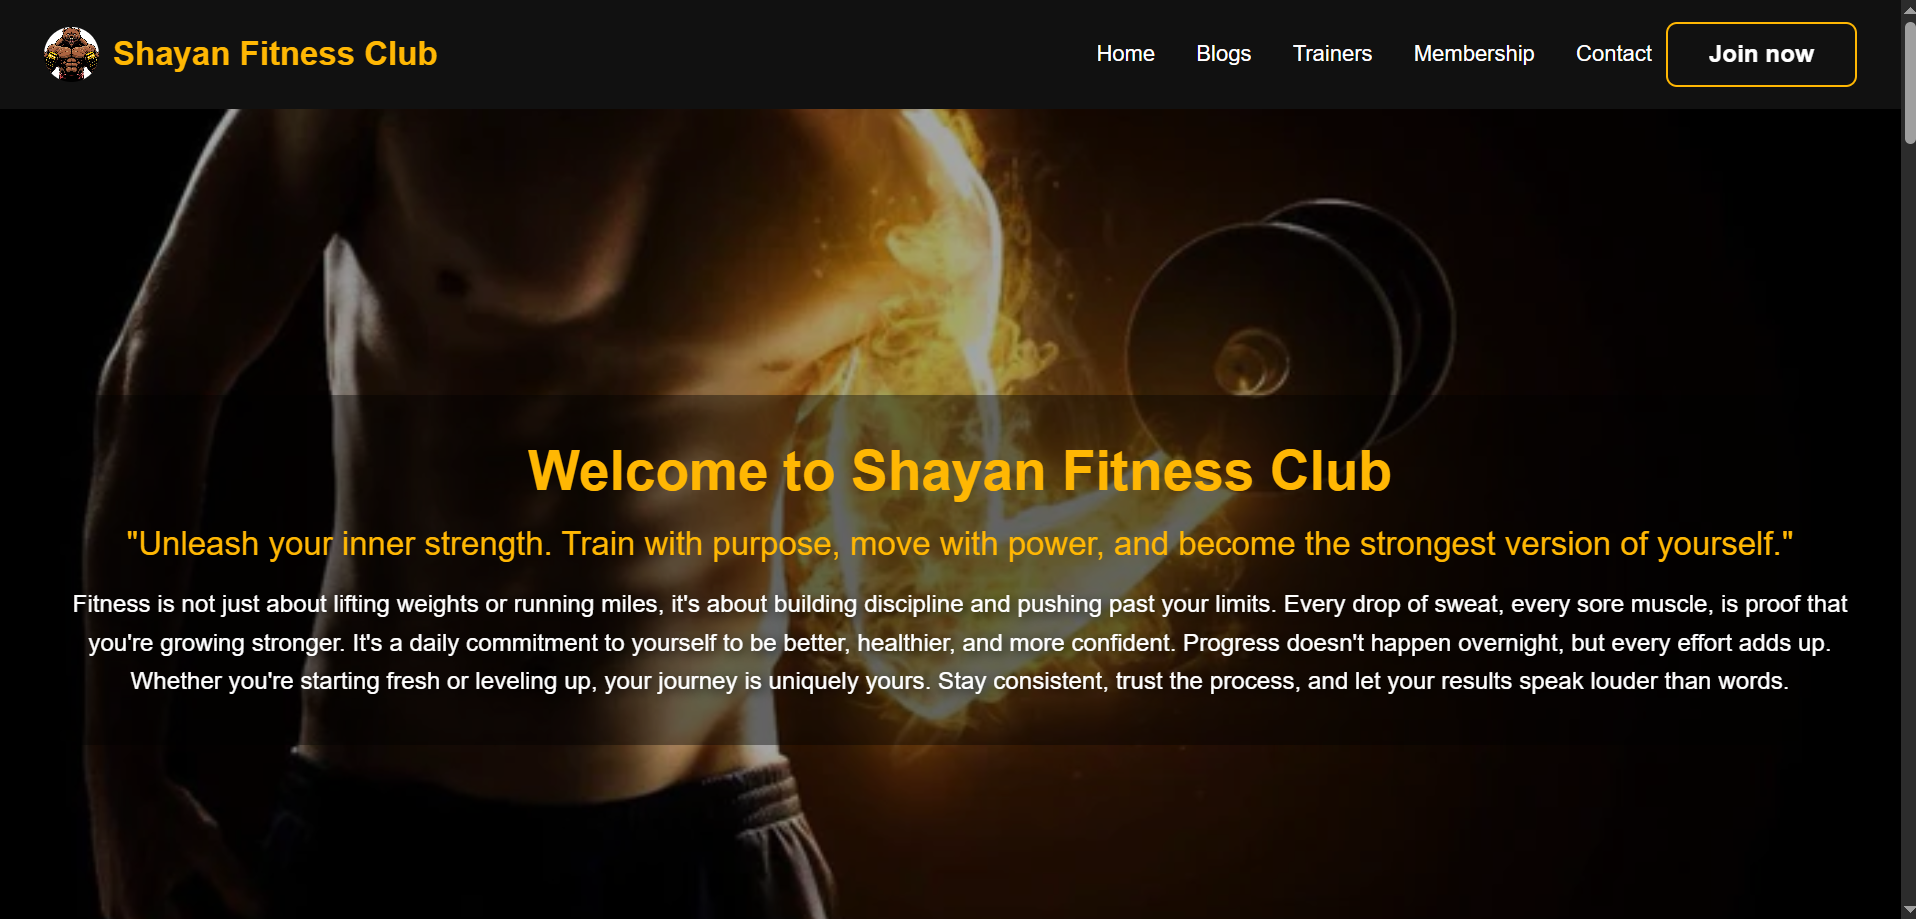 Shayan Fitness Club
Home Blogs Trainers Membership Contact Join now
Welcome to Shayan Fitness Club
"Unleash your inner strength. Train with purpose, move with power, and become the strongest version of yourself."
Fitness is not just about lifting weights or running miles, it's about building discipline and pushing past your limits. Every drop of sweat, every sore muscle, is proof that
you're growing stronger. It's a daily commitment to yourself to be better, healthier, and more confident. Progress doesn't happen overnight, but every effort adds up.
Whether you're starting fresh or leveling up, your journey is uniquely yours. Stay consistent, trust the process, and let your results speak louder than words.